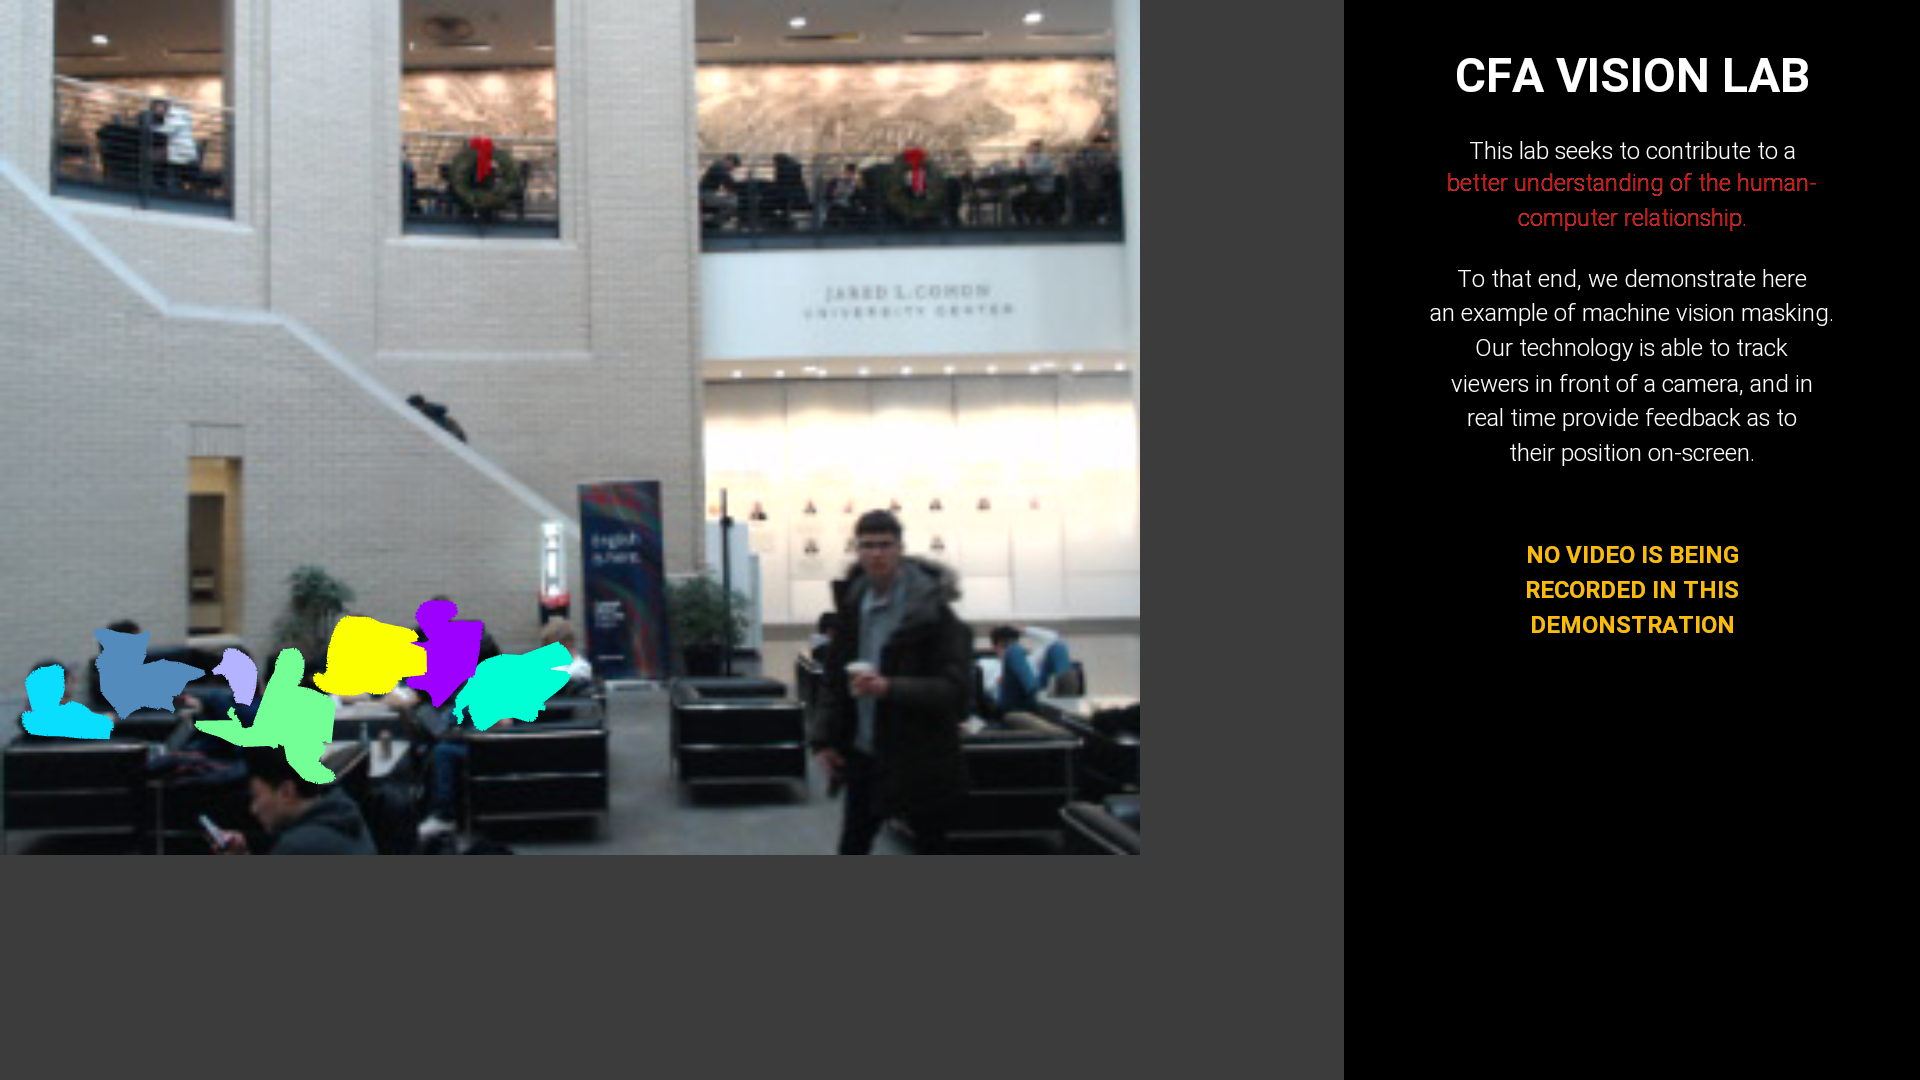 JARED L. COHON
UNIVERSITY CENTER
English
is here.
CFA VISION LAB
This lab seeks to contribute to a
better understanding of the human-
computer relationship.
To that end, we demonstrate here
an example of machine vision masking.
Our technology is able to track
viewers in front of a camera, and in
real time provide feedback as to
their position on-screen.
NO VIDEO IS BEING
RECORDED IN THIS
DEMONSTRATION